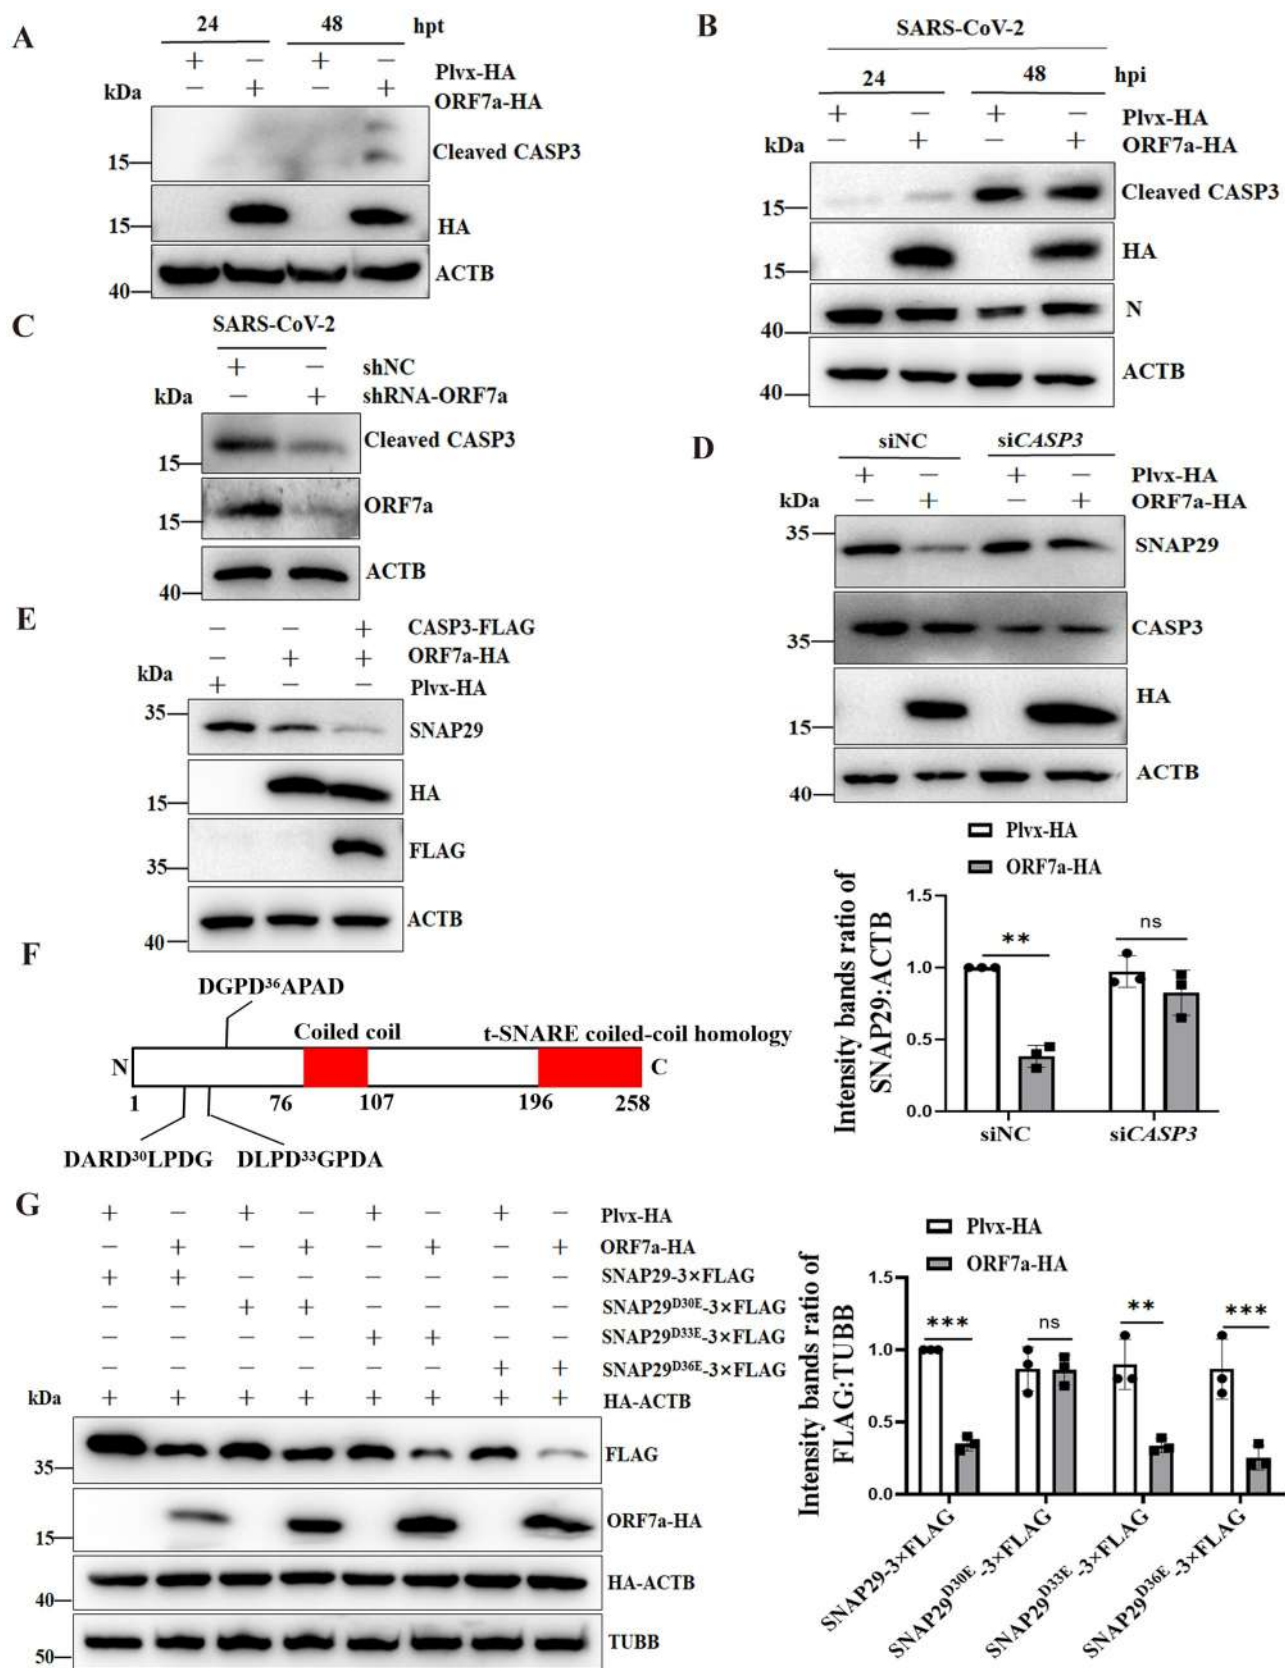 A
24 48 hpt
+ − + − Plvx-HA
− + − + ORF7a-HA
kDa
Cleaved CASP3
15
15
HA
ACTB
40
B
SARS-CoV-2
24 48 hpi
+ − + − Plvx-HA
− + − + ORF7a-HA
kDa
Cleaved CASP3
15
HA
15
N
40
ACTB
40
C
SARS-CoV-2
+ − shNC
− + shRNA-ORF7a
kDa
Cleaved CASP3
15
ORF7a
15
ACTB
40
D
siNC siCASP3
+ − + − Plvx-HA
− + − + ORF7a-HA
kDa
35
SNAP29
CASP3
35
HA
15
ACTB
40
Plvx-HA
ORF7a-HA
Intensity bands ratio of
SNAP29:ACTB
1.5
1.0
0.5
0.0
**
ns
siNC siCASP3
E
− − + CASP3-FLAG
− + + ORF7a-HA
+ − − Plvx-HA
kDa
35
SNAP29
HA
15
FLAG
35
ACTB
40
F
DGPD³⁶APAD
Coiled coil t-SNARE coiled-coil homology
N C
1 76 107 196 258
DARD³⁰LPDG DLPD³³GPDA
G
+ − + − + − + − Plvx-HA
− + − + − + − + ORF7a-HA
+ + − − − − − − SNAP29-3×FLAG
− − + + − − − − SNAP29ᴰ³⁰ᴱ-3×FLAG
− − − − + + − − SNAP29ᴰ³³ᴱ-3×FLAG
− − − − − − + + SNAP29ᴰ³⁶ᴱ-3×FLAG
kDa + + + + + + + + HA-ACTB
FLAG
35
ORF7a-HA
15
HA-ACTB
40
TUBB
50
Plvx-HA
ORF7a-HA
Intensity bands ratio of
FLAG:TUBB
1.5
1.0
0.5
0.0
***
ns
**
***
SNAP29-3×FLAG
SNAP29ᴰ³⁰ᴱ-3×FLAG
SNAP29ᴰ³³ᴱ-3×FLAG
SNAP29ᴰ³⁶ᴱ-3×FLAG